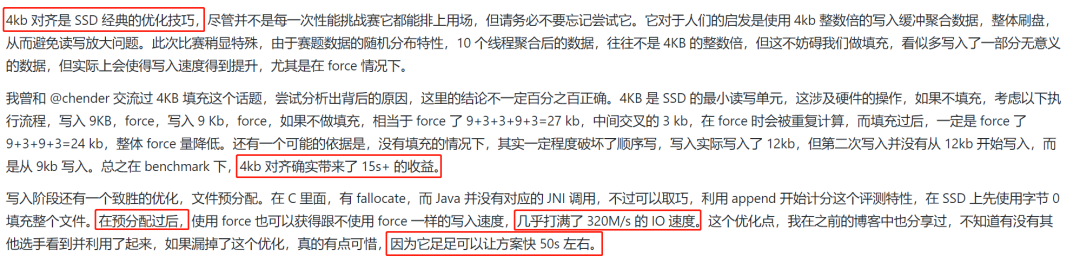 4kb 对齐是 SSD 经典的优化技巧，尽管并不是每一次性能挑战赛它都能排上用场，但请务必不要忘记尝试它。它对于人们的启发是使用 4kb 整数倍的写入缓冲聚合数据，整体刷盘，
从而避免读写放大问题。此次比赛稍显特殊，由于赛题数据的随机分布特性，10 个线程聚合后的数据，往往不是 4KB 的整数倍，但这不妨碍我们做填充，看似多写入了一部分无意义
的数据，但实际上会使得写入速度得到提升，尤其是在 force 情况下。
我曾和 @chender 交流过 4KB 填充这个话题，尝试分析出背后的原因，这里的结论不一定百分之百正确。4KB 是 SSD 的最小读写单元，这涉及硬件的操作，如果不填充，考虑以下执
行流程，写入 9KB，force，写入 9 Kb，force，如果不做填充，相当于 force 了 9+3+3+9+3=27 kb，中间交叉的 3 kb，在 force 时会被重复计算，而填充过后，一定是 force 了
9+3+9+3=24 kb，整体 force 量降低。还有一个可能的依据是，没有填充的情况下，其实一定程度破坏了顺序写，写入实际写入了 12kb，但第二次写入并没有从 12kb 开始写入，而
是从 9kb 写入。总之在 benchmark 下，4kb 对齐确实带来了 15s+ 的收益。
写入阶段还有一个致胜的优化，文件预分配。在 C 里面，有 fallocate，而 Java 并没有对应的 JNI 调用，不过可以取巧，利用 append 开始计分这个评测特性，在 SSD 上先使用字节 0
填充整个文件。在预分配过后，使用 force 也可以获得跟不使用 force 一样的写入速度，几乎打满了 320M/s 的 IO 速度。这个优化点，我在之前的博客中也分享过，不知道有没有其
他选手看到并利用了起来，如果漏掉了这个优化，真的有点可惜，因为它足足可以让方案快 50s 左右。